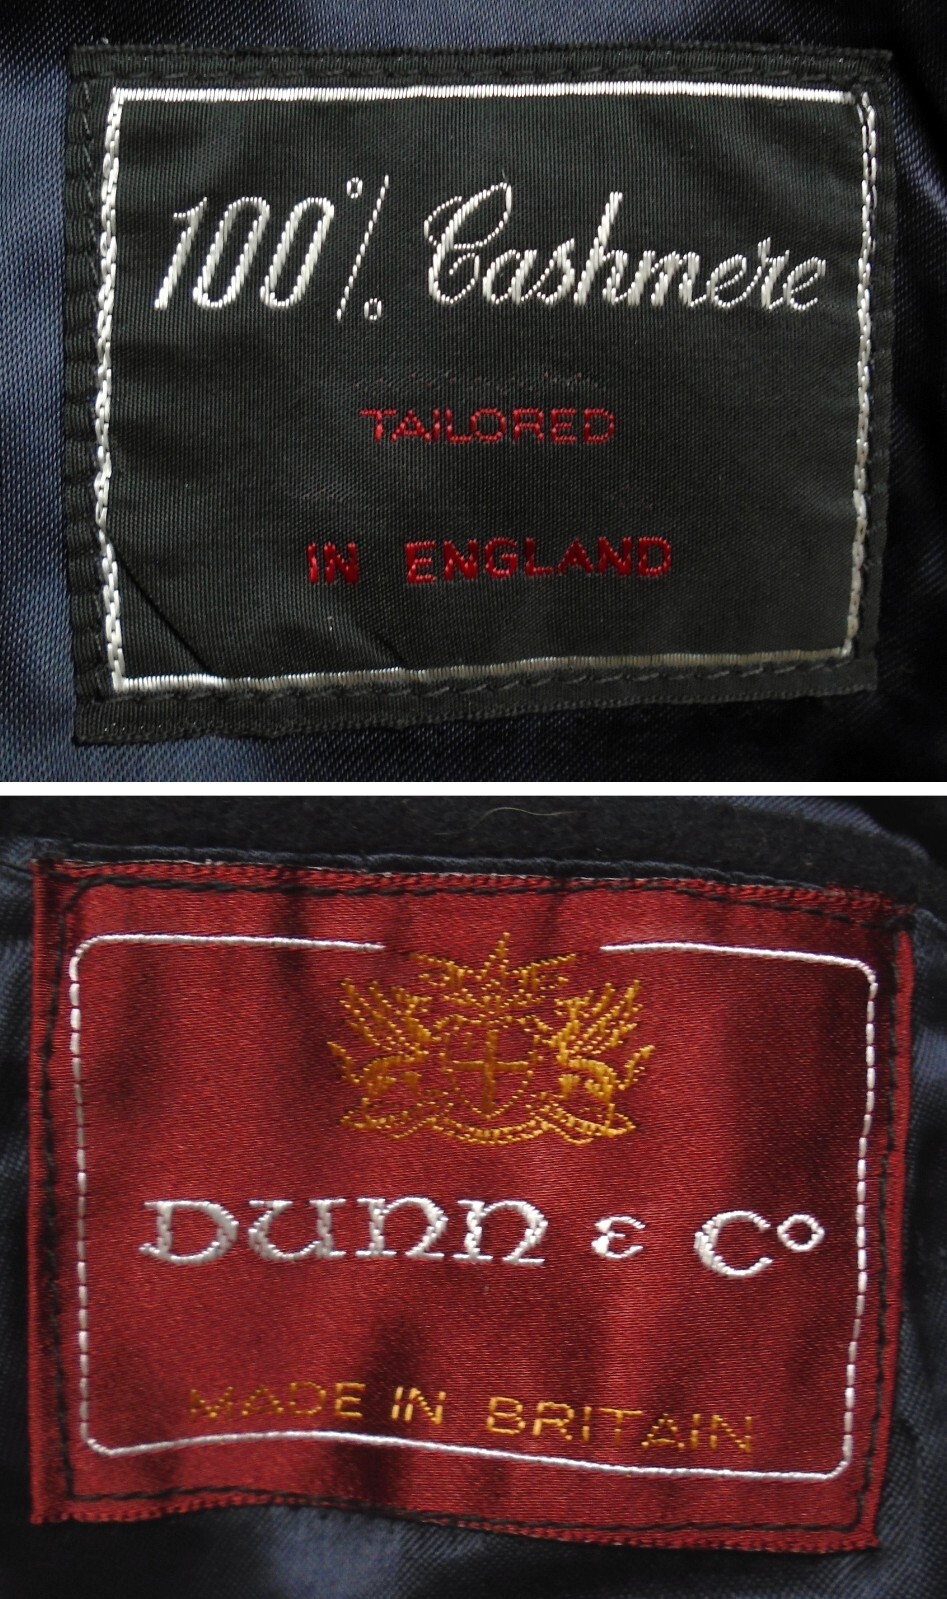 100% Cashmere
TAILORED
IN ENGLAND
DUNN & Co
MADE IN BRITAIN